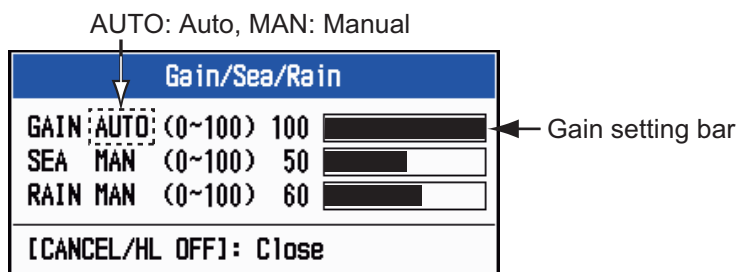 AUTO: Auto, MAN: Manual
Gain/Sea/Rain
GAIN AUTO (0~100) 100
Gain setting bar
SEA MAN (0~100) 50
RAIN MAN (0~100) 60
[CANCEL/HL OFF]: Close